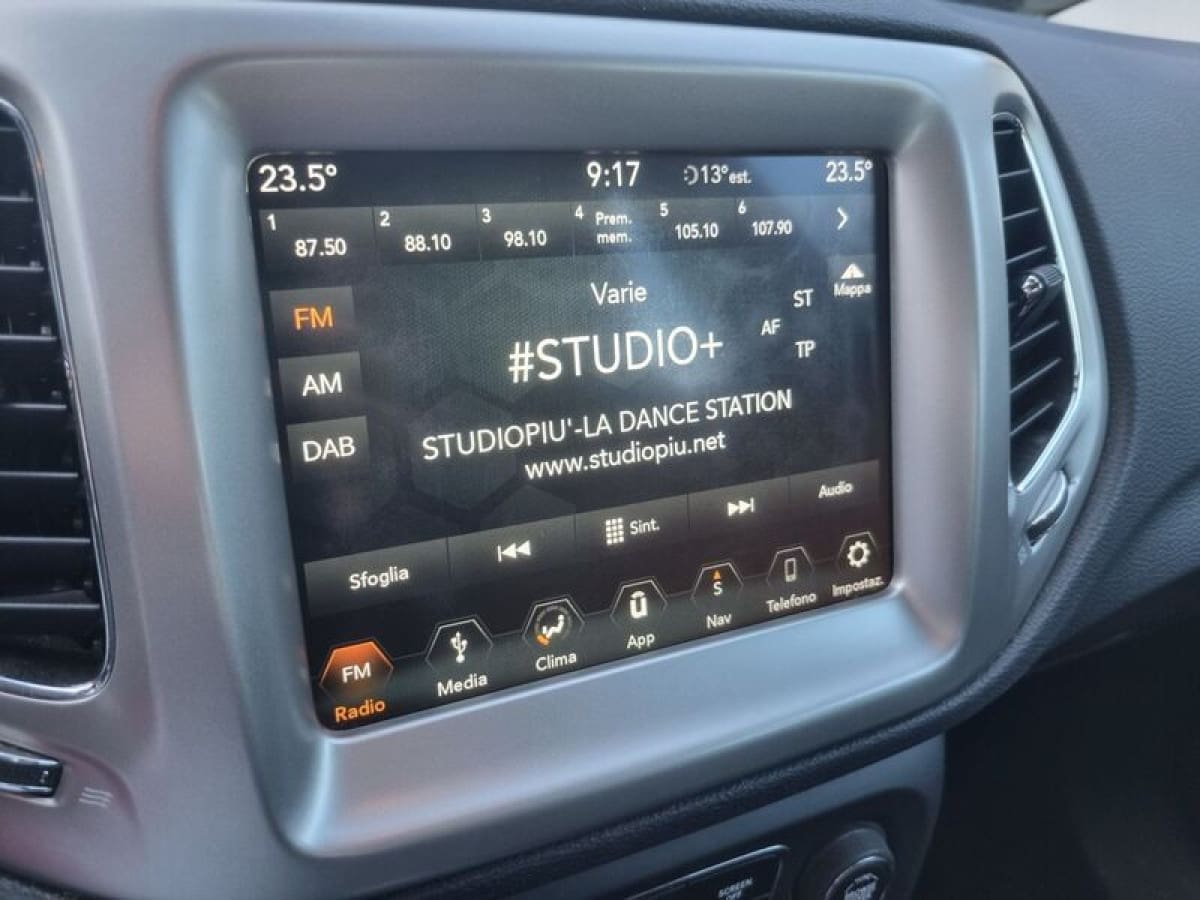 23.5° 9:17 13°est. 23.5°
1 87.50 2 88.10 3 98.10 4 Prem. mem. 5 105.10 6 107.90
Mappa
Varie
ST
FM
#STUDIO+
AF
TP
AM
STUDIOPIU'-LA DANCE STATION
DAB
www.studiopiu.net
Sfoglia
Sint.
Audio
FM
Radio
Media
Clima
App
S
Nav
Telefono
Impostaz.
SCREEN
OFF